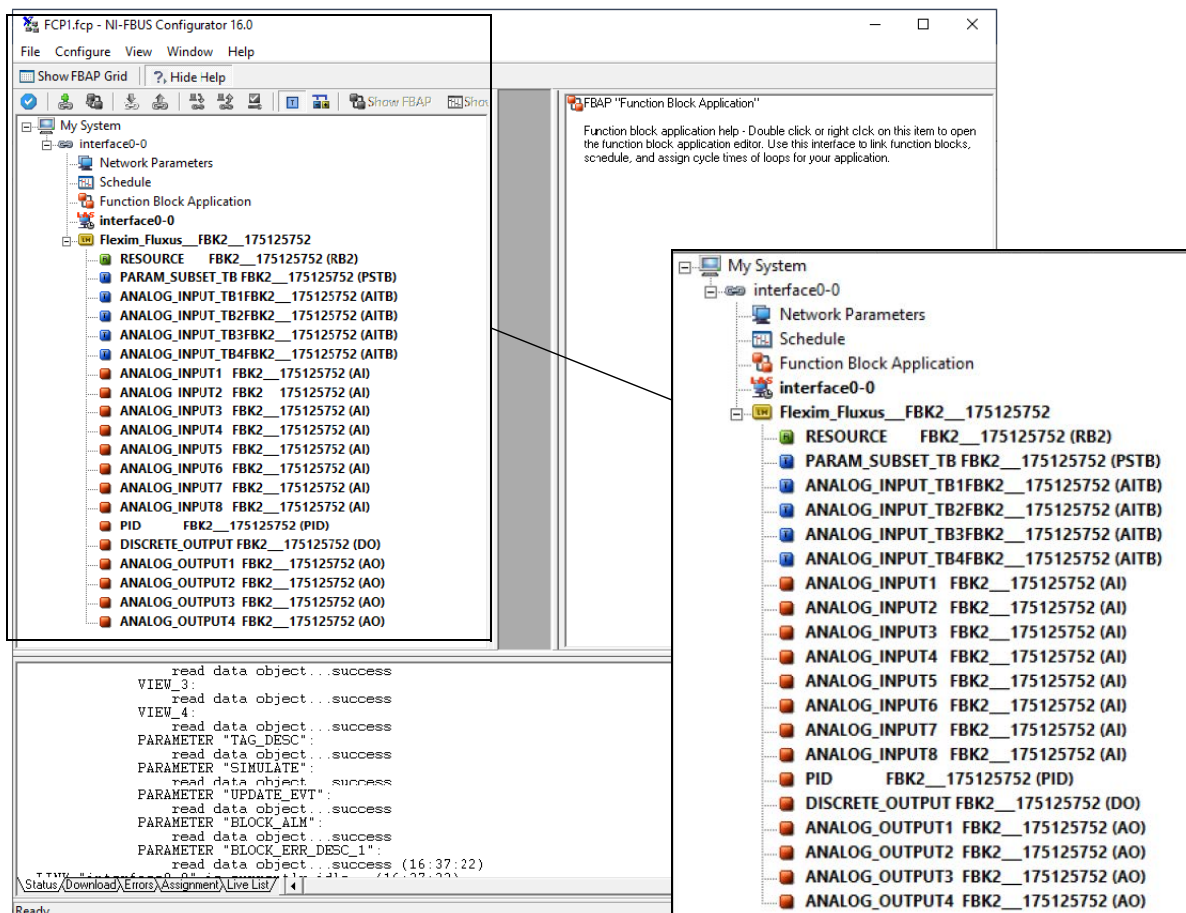 FCP1.fcp - NI-FBUS Configurator 16.0
File Configure View Window Help
Show FBAP Grid ?, Hide Help
Show FBAP Sho
My System
interface0-0
Network Parameters
Schedule
Function Block Application
interface0-0
Flexim_Fluxus__FBK2__175125752
RESOURCE FBK2__175125752 (RB2)
PARAM_SUBSET_TB FBK2__175125752 (PSTB)
ANALOG_INPUT_TB1FBK2__175125752 (AITB)
ANALOG_INPUT_TB2FBK2__175125752 (AITB)
ANALOG_INPUT_TB3FBK2__175125752 (AITB)
ANALOG_INPUT_TB4FBK2__175125752 (AITB)
ANALOG_INPUT1 FBK2__175125752 (AI)
ANALOG_INPUT2 FBK2__175125752 (AI)
ANALOG_INPUT3 FBK2__175125752 (AI)
ANALOG_INPUT4 FBK2__175125752 (AI)
ANALOG_INPUT5 FBK2__175125752 (AI)
ANALOG_INPUT6 FBK2__175125752 (AI)
ANALOG_INPUT7 FBK2__175125752 (AI)
ANALOG_INPUT8 FBK2__175125752 (AI)
PID FBK2__175125752 (PID)
DISCRETE_OUTPUT FBK2__175125752 (DO)
ANALOG_OUTPUT1 FBK2__175125752 (AO)
ANALOG_OUTPUT2 FBK2__175125752 (AO)
ANALOG_OUTPUT3 FBK2__175125752 (AO)
ANALOG_OUTPUT4 FBK2__175125752 (AO)
FBAP "Function Block Application"
Function block application help - Double click or right click on this item to open
the function block application editor. Use this interface to link function blocks,
schedule, and assign cycle times of loops for your application.
My System
interface0-0
Network Parameters
Schedule
Function Block Application
interface0-0
Flexim_Fluxus__FBK2__175125752
RESOURCE FBK2__175125752 (RB2)
PARAM_SUBSET_TB FBK2__175125752 (PSTB)
ANALOG_INPUT_TB1FBK2__175125752 (AITB)
ANALOG_INPUT_TB2FBK2__175125752 (AITB)
ANALOG_INPUT_TB3FBK2__175125752 (AITB)
ANALOG_INPUT_TB4FBK2__175125752 (AITB)
ANALOG_INPUT1 FBK2__175125752 (AI)
ANALOG_INPUT2 FBK2__175125752 (AI)
ANALOG_INPUT3 FBK2__175125752 (AI)
ANALOG_INPUT4 FBK2__175125752 (AI)
ANALOG_INPUT5 FBK2__175125752 (AI)
ANALOG_INPUT6 FBK2__175125752 (AI)
ANALOG_INPUT7 FBK2__175125752 (AI)
ANALOG_INPUT8 FBK2__175125752 (AI)
PID FBK2__175125752 (PID)
DISCRETE_OUTPUT FBK2__175125752 (DO)
ANALOG_OUTPUT1 FBK2__175125752 (AO)
ANALOG_OUTPUT2 FBK2__175125752 (AO)
ANALOG_OUTPUT3 FBK2__175125752 (AO)
ANALOG_OUTPUT4 FBK2__175125752 (AO)
read data object...success
VIEW_3:
read data object...success
VIEW_4:
read data object...success
PARAMETER "TAG_DESC":
read data object...success
PARAMETER "SIMULATE":
read data object...success
PARAMETER "UPDATE_EVT":
read data object...success
PARAMETER "BLOCK_ALM":
read data object...success
PARAMETER "BLOCK_ERR_DESC_1":
read data object...success (16:37:22)
Status Download Errors Assignment Live List
Ready